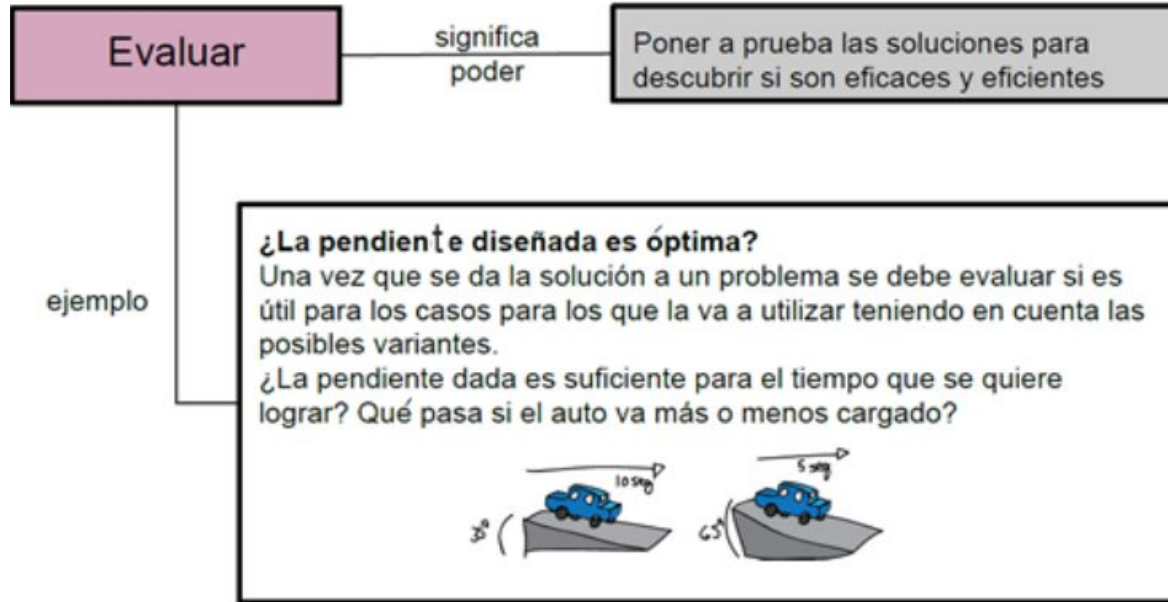 Evaluar
significa
poder
Poner a prueba las soluciones para
descubrir si son eficaces y eficientes
ejemplo
¿La pendiente diseñada es óptima?
Una vez que se da la solución a un problema se debe evaluar si es
útil para los casos para los que la va a utilizar teniendo en cuenta las
posibles variantes.
¿La pendiente dada es suficiente para el tiempo que se quiere
lograr? Qué pasa si el auto va más o menos cargado?
10 seg
5 seg
30°
63°